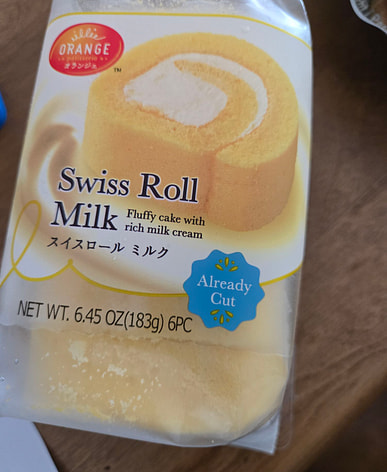 ORANGE
オランジェ
TM
Swiss Roll
Milk
Fluffy cake with
rich milk cream
スイスロール ミルク
Already
Cut
NET WT. 6.45 OZ(183g) 6PC